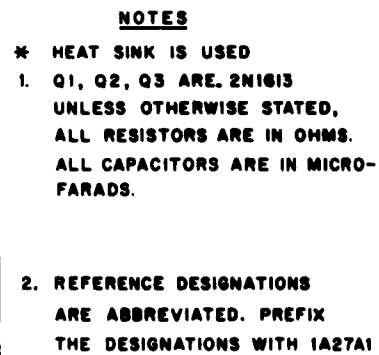 NOTES
* HEAT SINK IS USED
1. Q1, Q2, Q3 ARE. 2N1613
UNLESS OTHERWISE STATED,
ALL RESISTORS ARE IN OHMS.
ALL CAPACITORS ARE IN MICRO-
FARADS.
2. REFERENCE DESIGNATIONS
ARE ABBREVIATED. PREFIX
THE DESIGNATIONS WITH 1A27A1